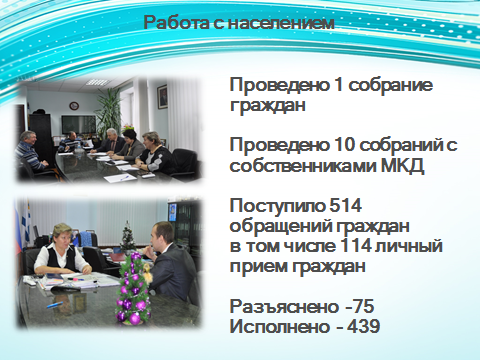 Работа с населением
Проведено 1 собрание
граждан
Проведено 10 собраний с
собственниками МКД
Поступило 514
обращений граждан
в том числе 114 личный
прием граждан
Разъяснено -75
Исполнено - 439